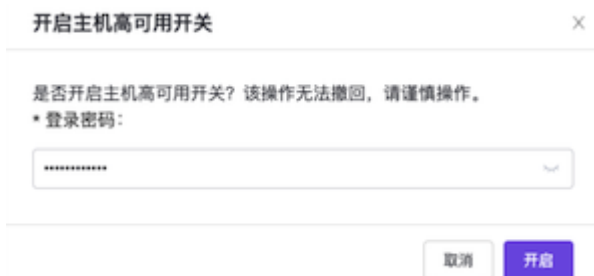 开启主机高可用开关
是否开启主机高可用开关？该操作无法撤回，请谨慎操作。
* 登录密码：
••••••••••••
取消 开启